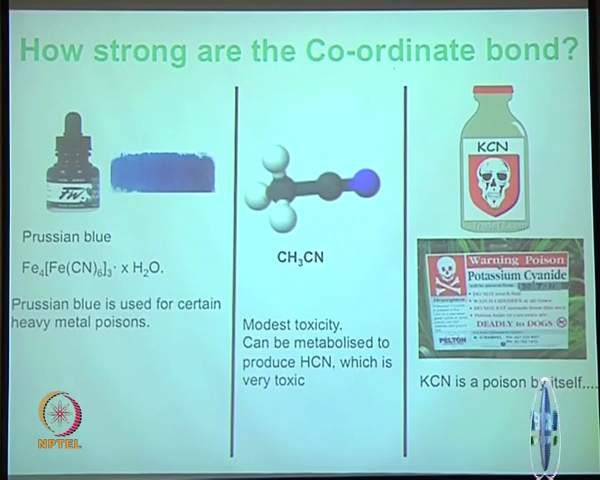 How strong are the Co-ordinate bond?
Prussian blue
Fe₄[Fe(CN)₆]₃· x H₂O.
Prussian blue is used for certain
heavy metal poisons.
CH₃CN
Modest toxicity.
Can be metabolised to
produce HCN, which is
very toxic
KCN
Warning Poison
Potassium Cyanide
DEADLY to DOGS
PELTON
KCN is a poison by itself....
NPTEL